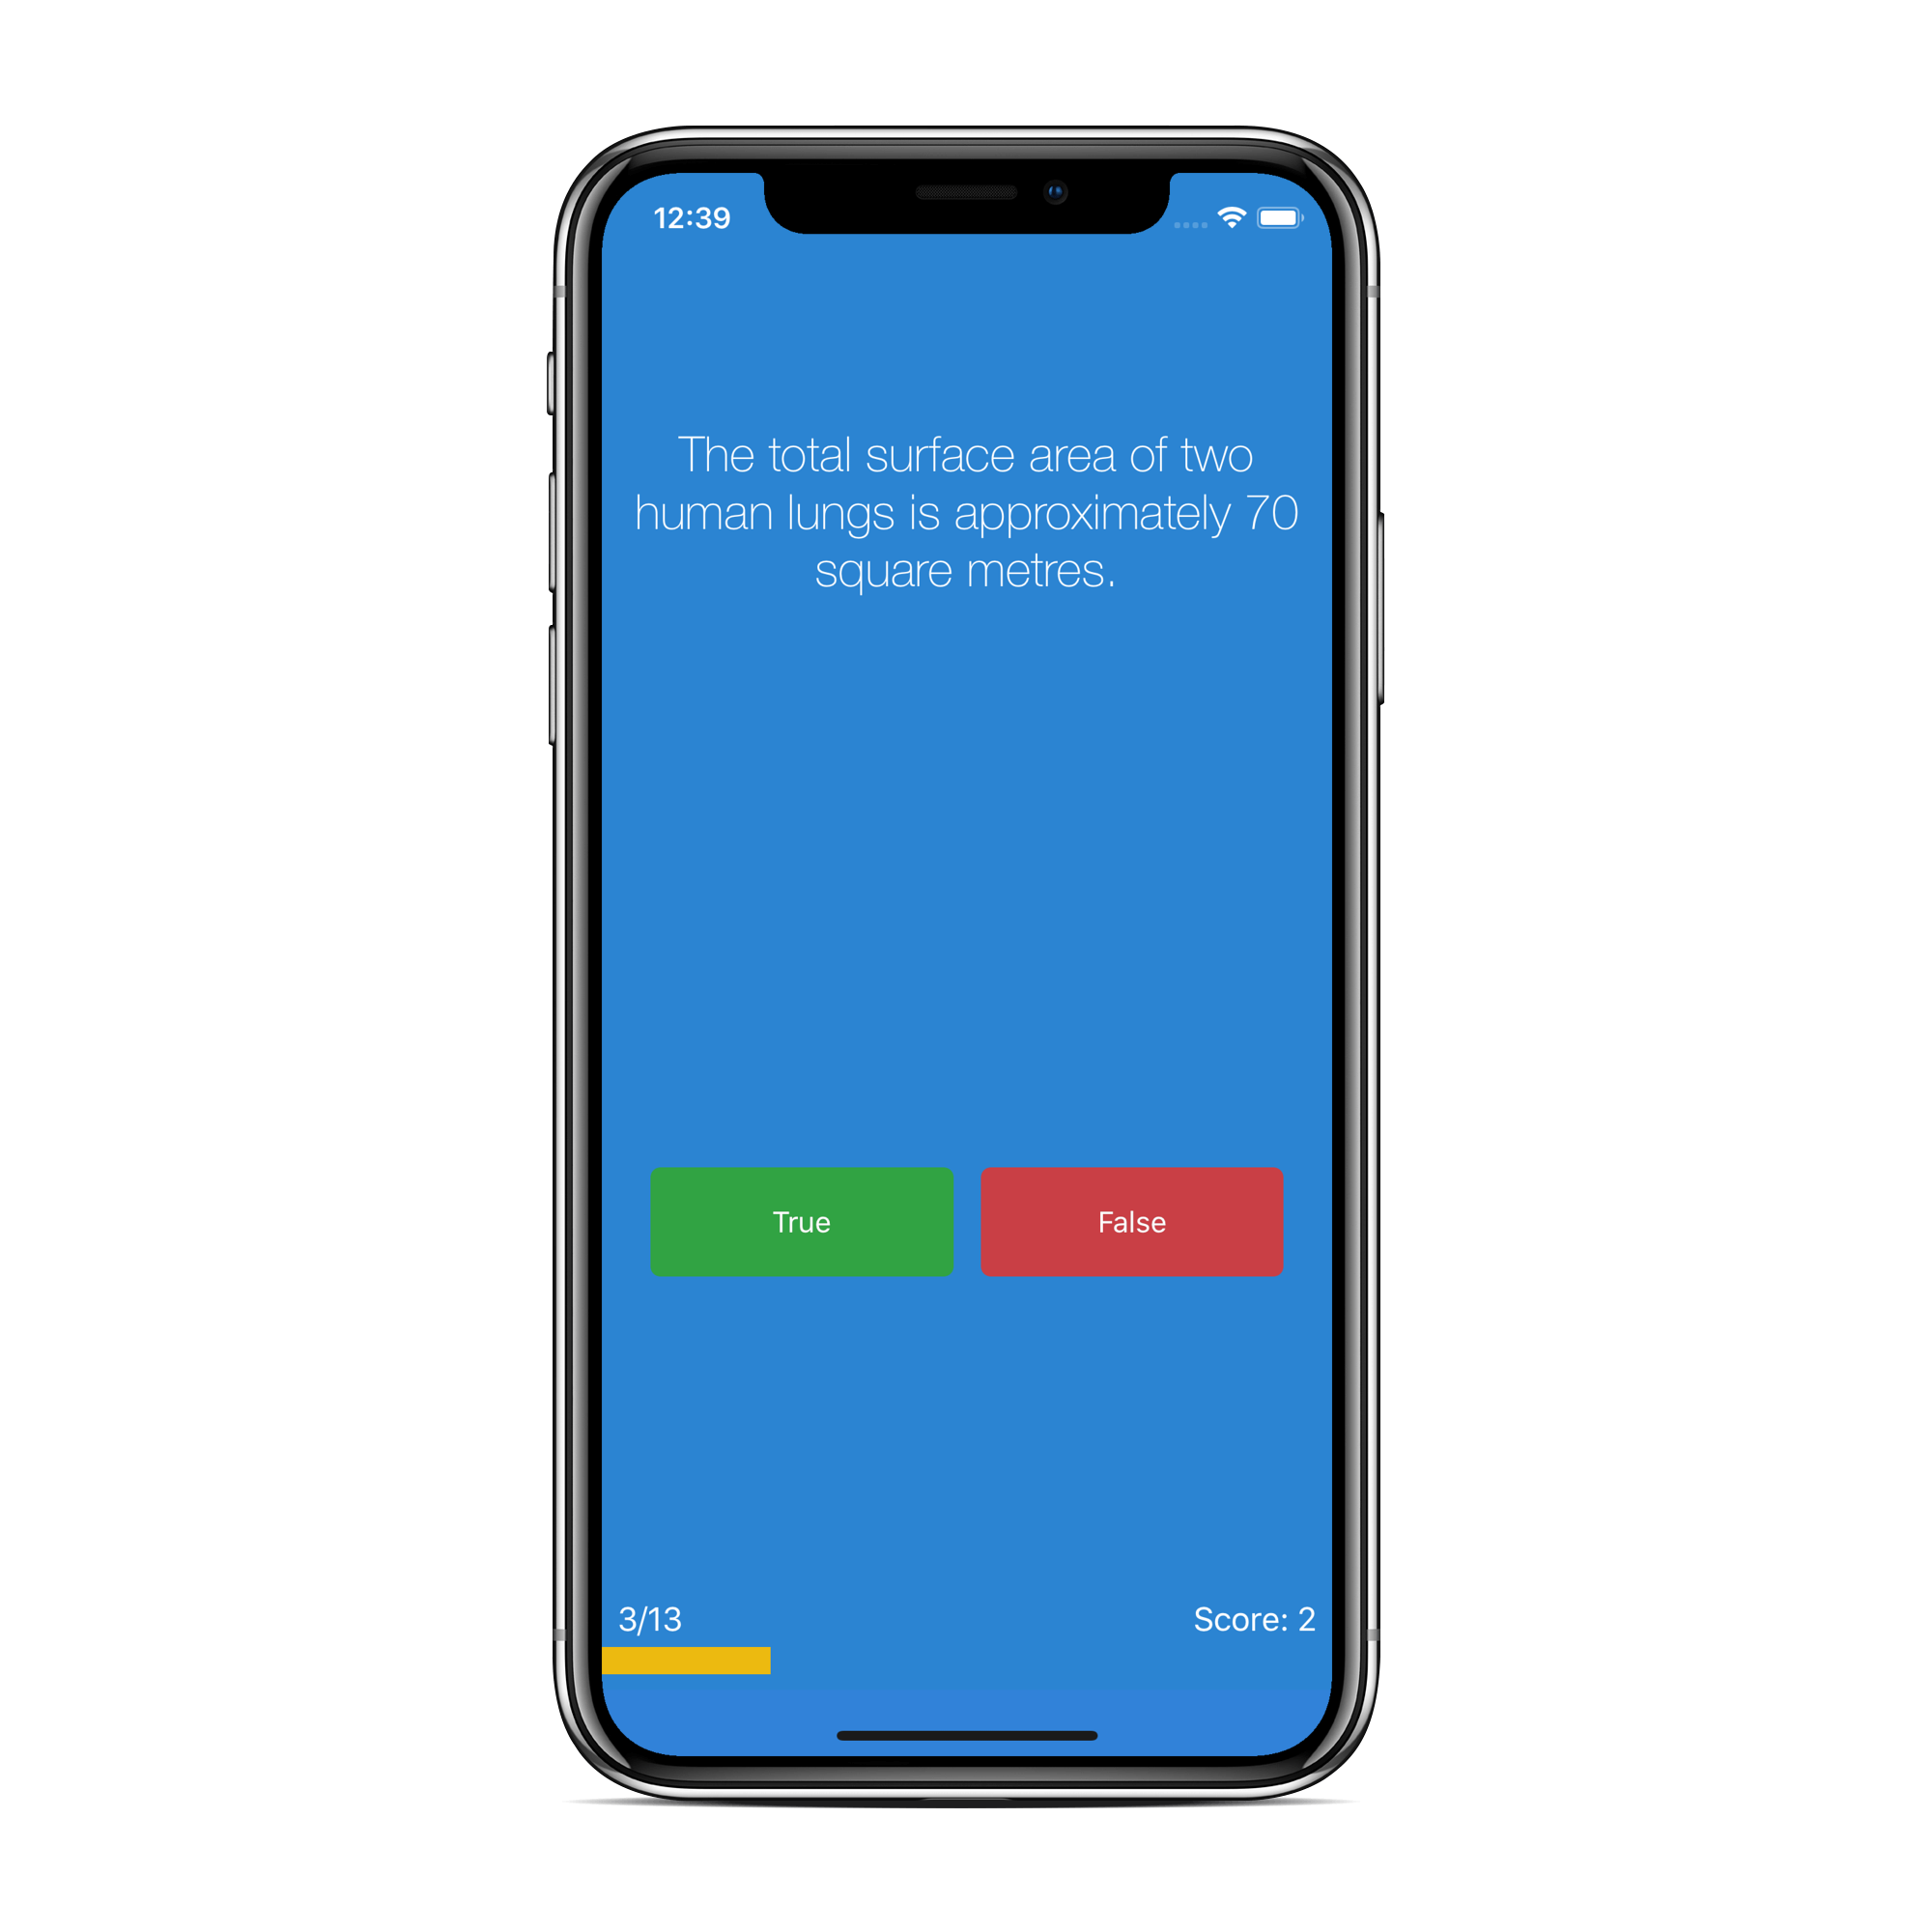 12:39
The total surface area of two
human lungs is approximately 70
square metres.
True
False
3/13
Score: 2